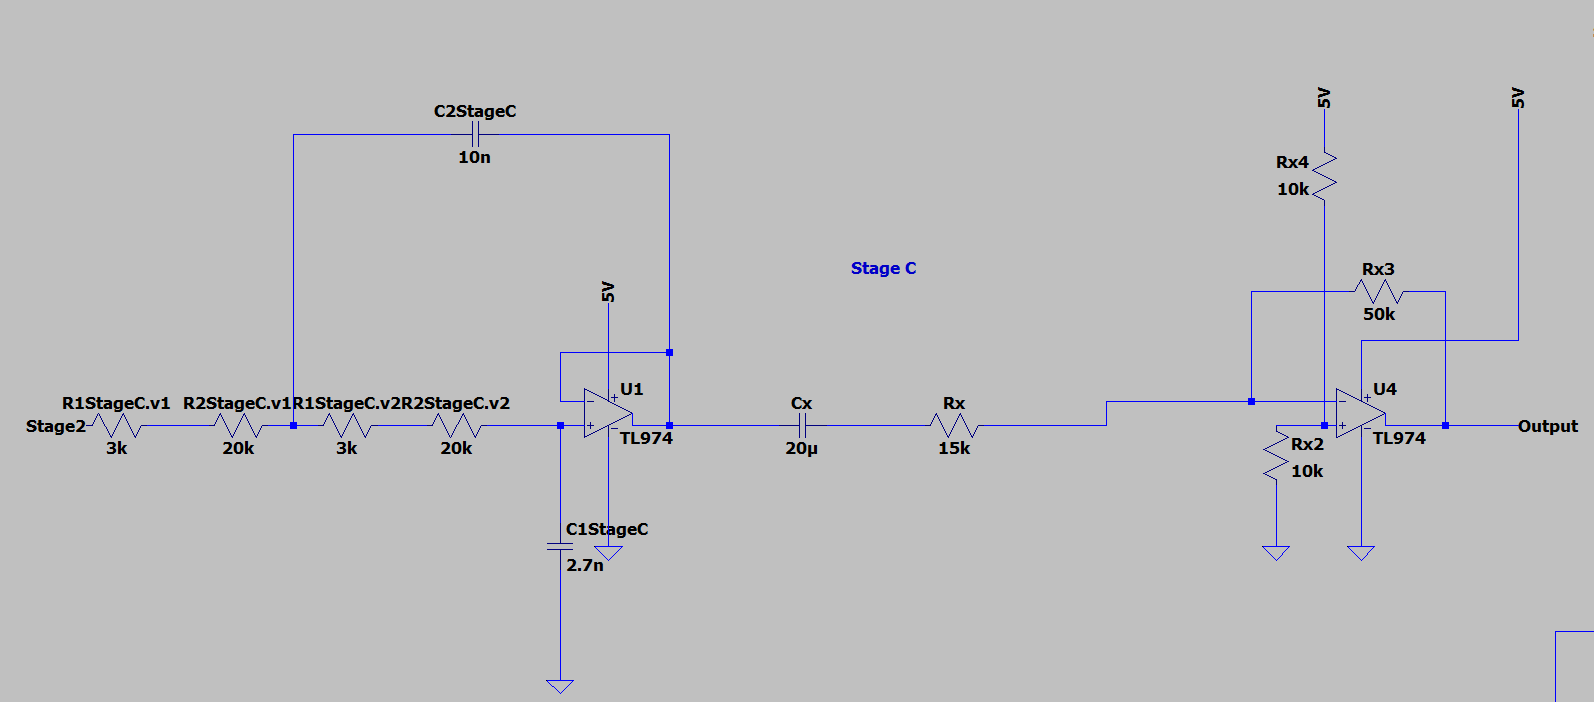 C2StageC
10n
5V
5V
Rx4
10k
Stage C
Rx3
50k
5V
R1StageC.v1
R2StageC.v1
R1StageC.v2
R2StageC.v2
U1
Cx
Rx
U4
Stage2
3k
20k
3k
20k
TL974
20µ
15k
TL974
Output
Rx2
10k
C1StageC
2.7n